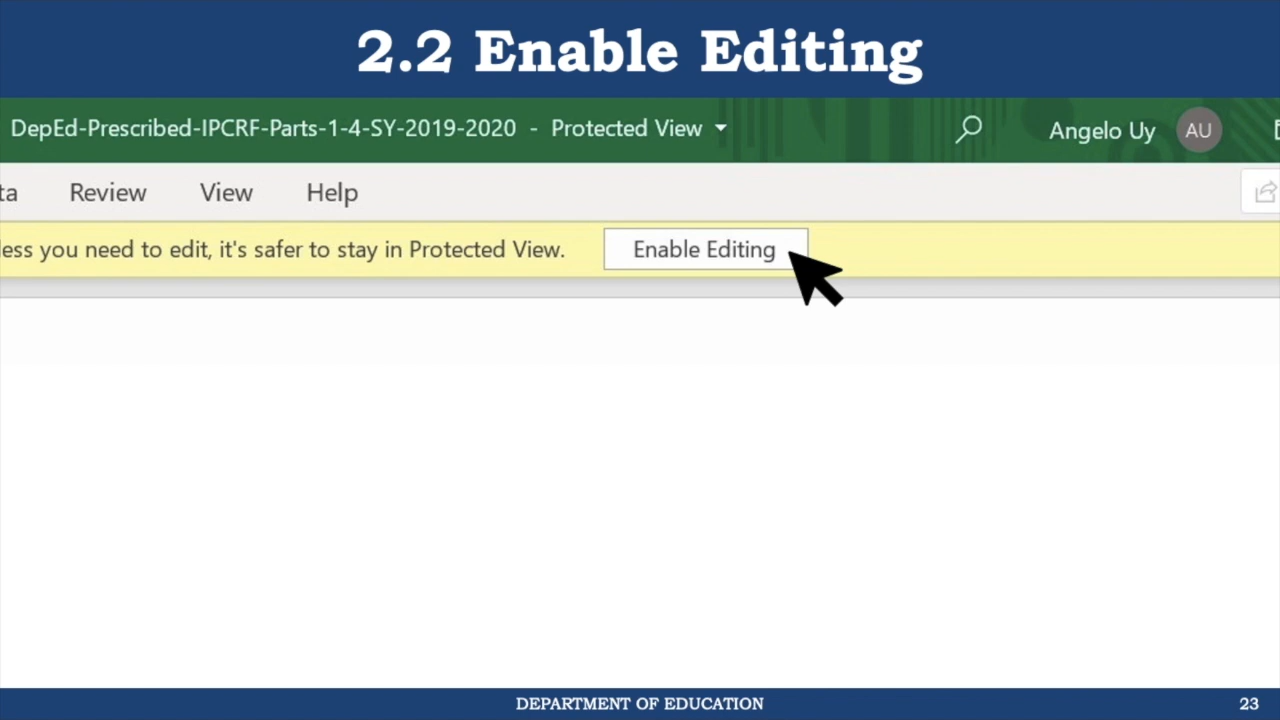 2.2 Enable Editing
DepEd-Prescribed-IPCRF-Parts-1-4-SY-2019-2020 - Protected View
Angelo Uy AU
ta Review View Help
less you need to edit, it's safer to stay in Protected View. Enable Editing
DEPARTMENT OF EDUCATION 23